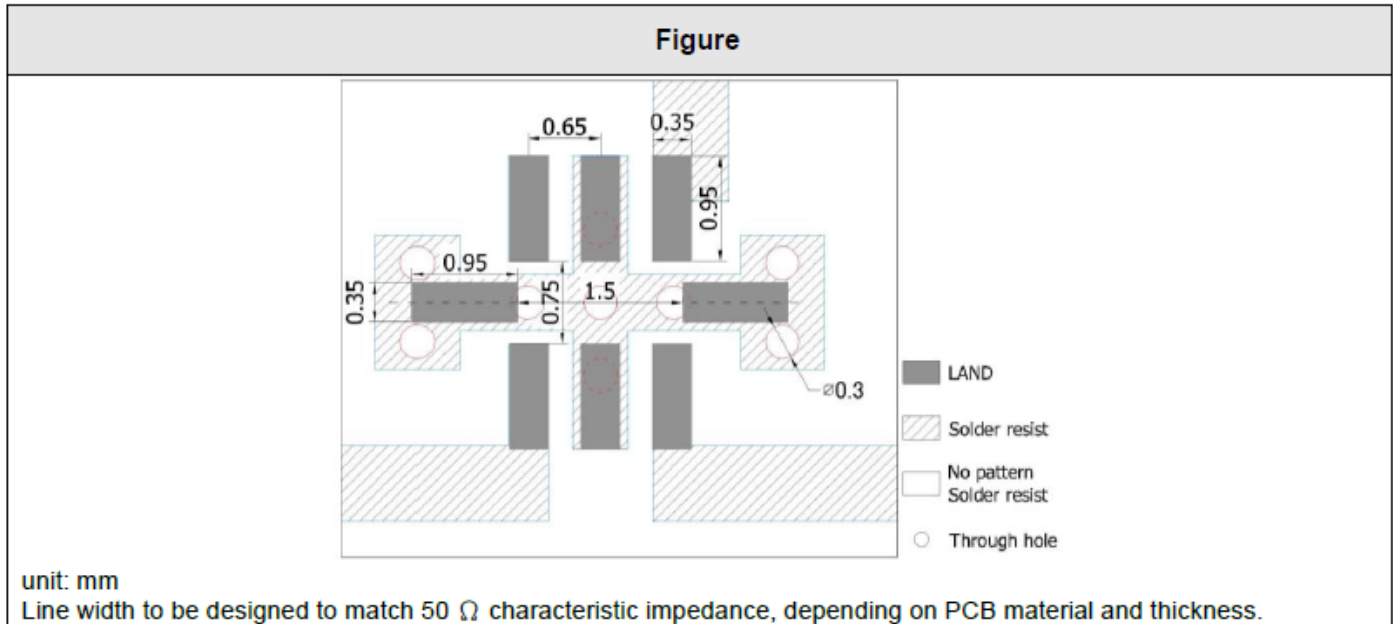 Figure
0.65
0.35
0.95
0.95
0.35
0.75
1.5
⌀0.3
LAND
Solder resist
No pattern
Solder resist
Through hole
unit: mm
Line width to be designed to match 50 Ω characteristic impedance, depending on PCB material and thickness.